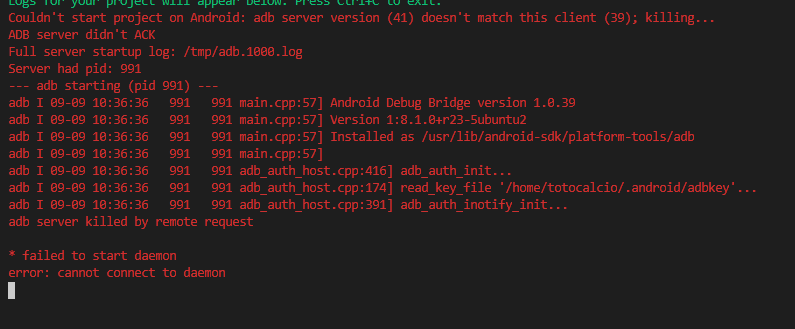 Logs for your project will appear below. Press Ctrl+C to exit.
Couldn't start project on Android: adb server version (41) doesn't match this client (39); killing...
ADB server didn't ACK
Full server startup log: /tmp/adb.1000.log
Server had pid: 991
--- adb starting (pid 991) ---
adb I 09-09 10:36:36   991   991 main.cpp:57] Android Debug Bridge version 1.0.39
adb I 09-09 10:36:36   991   991 main.cpp:57] Version 1:8.1.0+r23-5ubuntu2
adb I 09-09 10:36:36   991   991 main.cpp:57] Installed as /usr/lib/android-sdk/platform-tools/adb
adb I 09-09 10:36:36   991   991 main.cpp:57]
adb I 09-09 10:36:36   991   991 adb_auth_host.cpp:416] adb_auth_init...
adb I 09-09 10:36:36   991   991 adb_auth_host.cpp:174] read_key_file '/home/totocalcio/.android/adbkey'...
adb I 09-09 10:36:36   991   991 adb_auth_host.cpp:391] adb_auth_inotify_init...
adb server killed by remote request
* failed to start daemon
error: cannot connect to daemon